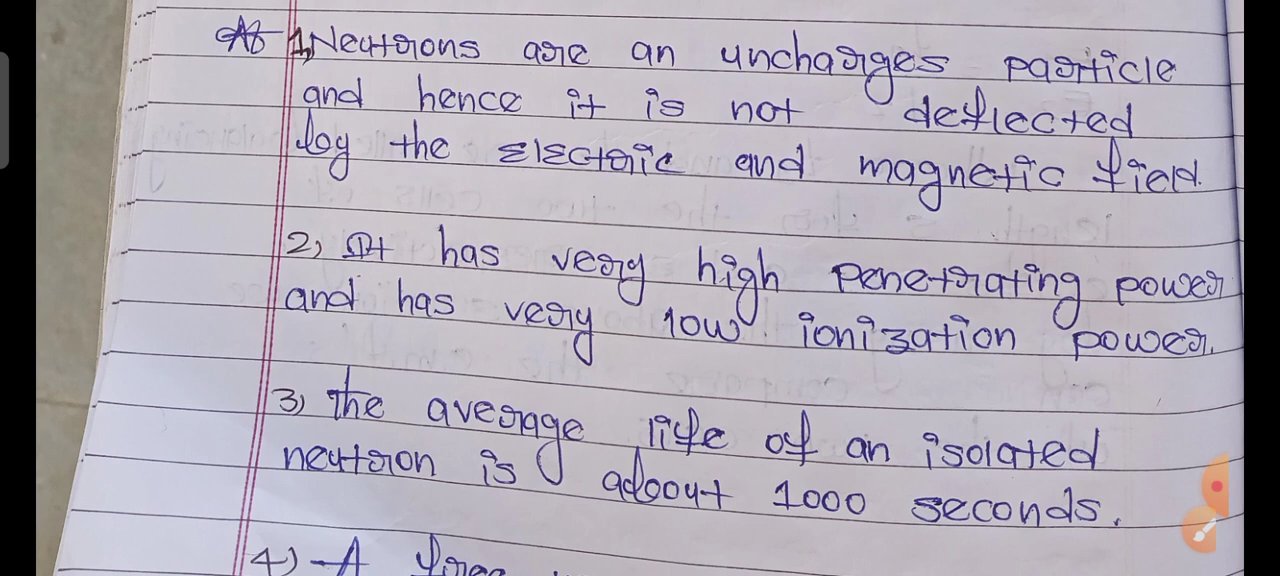 1, Neutrons are an uncharges particle
and hence it is not deflected
by the Electric and magnetic field.
2, It has very high penetrating power
and has very low ionization power.
3, the average life of an isolated
neutron is about 1000 seconds.
4,) A free